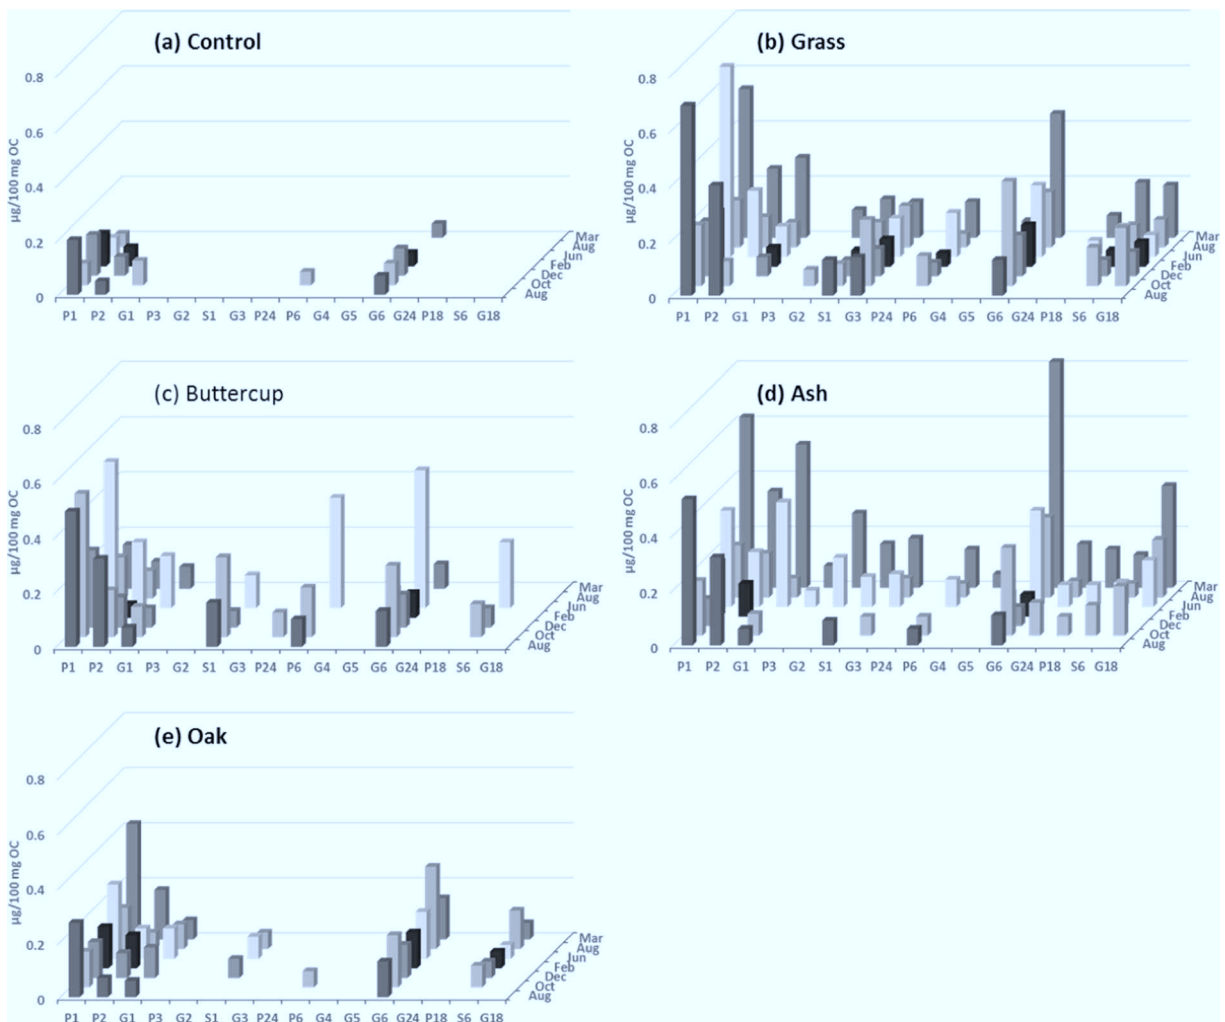 (a) Control
0.8
0.6
0.4
0.2
0
µg/100 mg OC
Mar
Aug
Jun
Feb
Dec
Oct
Aug
P1 P2 G1 P3 G2 S1 G3 P24 P6 G4 G5 G6 G24 P18 S6 G18
(b) Grass
0.8
0.6
0.4
0.2
0
µg/100 mg OC
Mar
Aug
Jun
Feb
Dec
Oct
Aug
P1 P2 G1 P3 G2 S1 G3 P24 P6 G4 G5 G6 G24 P18 S6 G18
(c) Buttercup
0.8
0.6
0.4
0.2
0
µg/100 mg OC
Mar
Aug
Jun
Feb
Dec
Oct
Aug
P1 P2 G1 P3 G2 S1 G3 P24 P6 G4 G5 G6 G24 P18 S6 G18
(d) Ash
0.8
0.6
0.4
0.2
0
µg/100 mg OC
Mar
Aug
Jun
Feb
Dec
Oct
Aug
P1 P2 G1 P3 G2 S1 G3 P24 P6 G4 G5 G6 G24 P18 S6 G18
(e) Oak
0.8
0.6
0.4
0.2
0
µg/100 mg OC
Mar
Aug
Jun
Feb
Dec
Oct
Aug
P1 P2 G1 P3 G2 S1 G3 P24 P6 G4 G5 G6 G24 P18 S6 G18